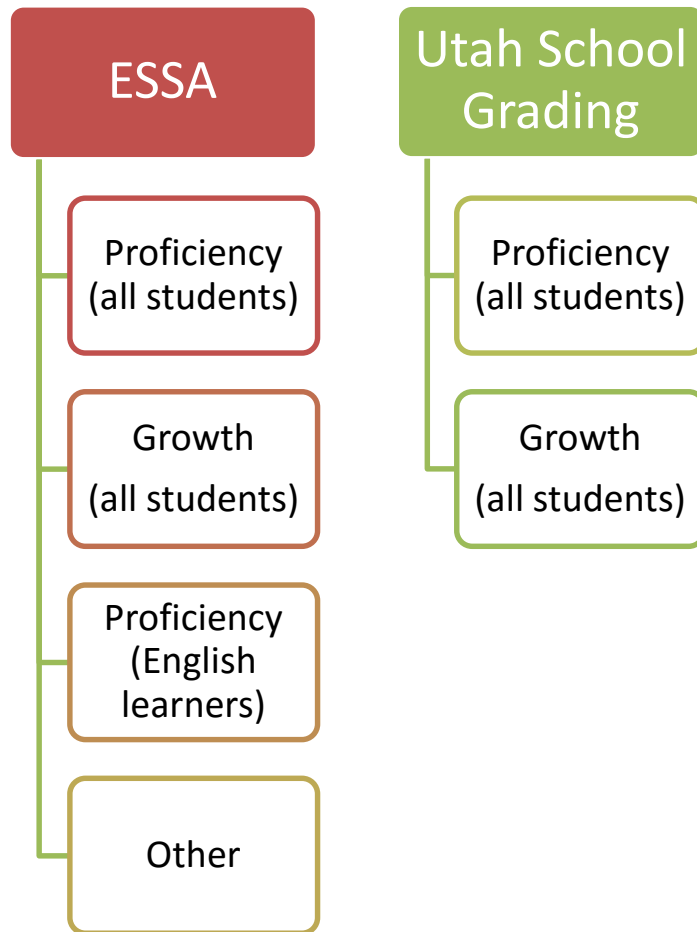 ESSA
Proficiency
(all students)
Growth
(all students)
Proficiency
(English
learners)
Other
Utah School
Grading
Proficiency
(all students)
Growth
(all students)